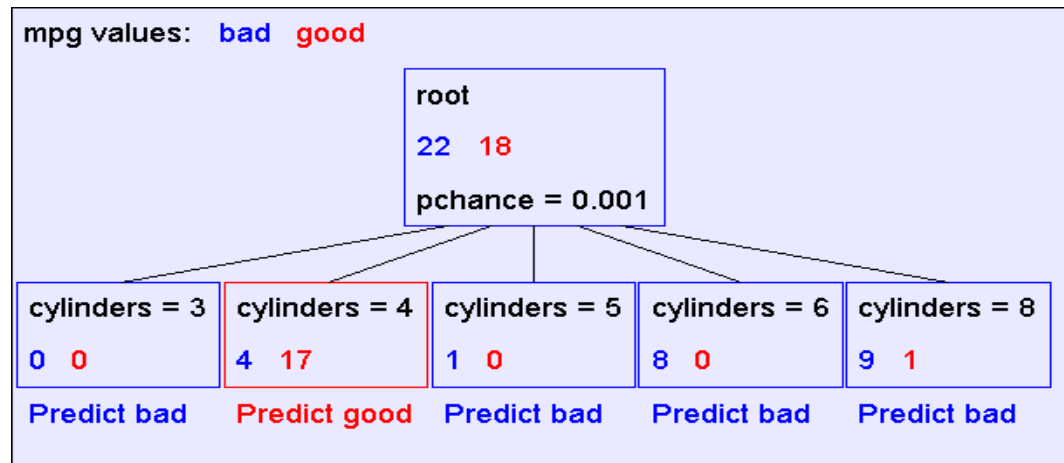 mpg values: bad good
root
22 18
pchance = 0.001
cylinders = 3
0 0
Predict bad
cylinders = 4
4 17
Predict good
cylinders = 5
1 0
Predict bad
cylinders = 6
8 0
Predict bad
cylinders = 8
9 1
Predict bad